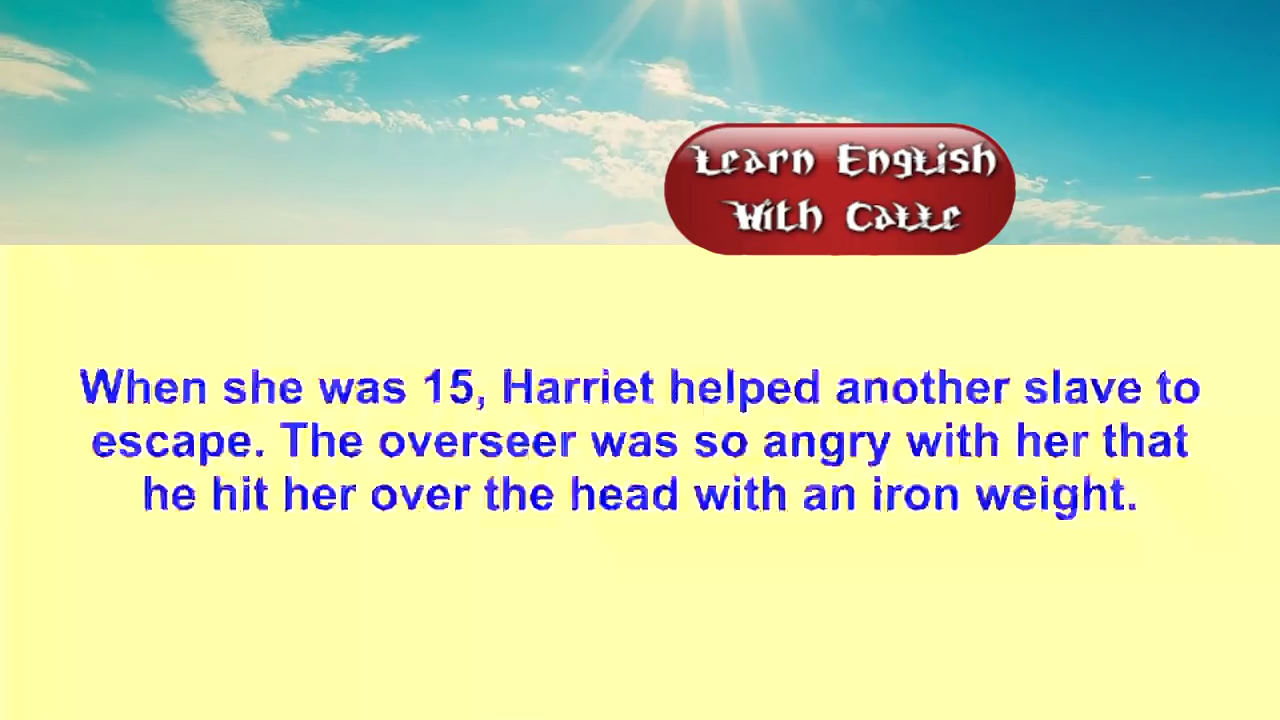 Learn English
With Calle
When she was 15, Harriet helped another slave to
escape. The overseer was so angry with her that
he hit her over the head with an iron weight.